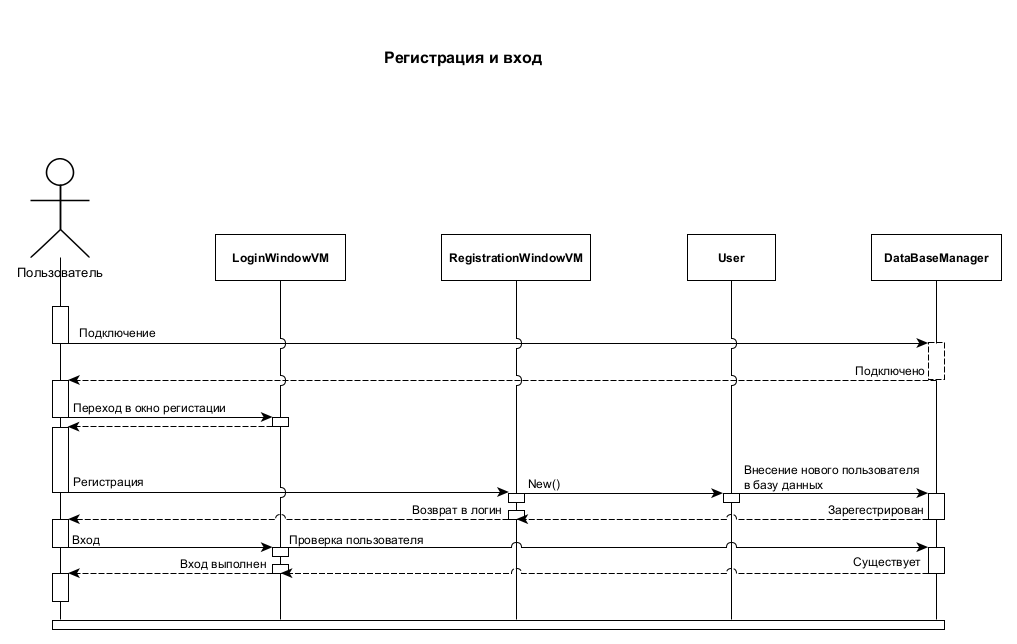 Регистрация и вход
Пользователь
LoginWindowVM
RegistrationWindowVM
User
DataBaseManager
Подключение
Подключено
Переход в окно регистации
Регистрация
New()
Внесение нового пользователя
в базу данных
Возврат в логин
Зарегестрирован
Вход
Проверка пользователя
Вход выполнен
Существует